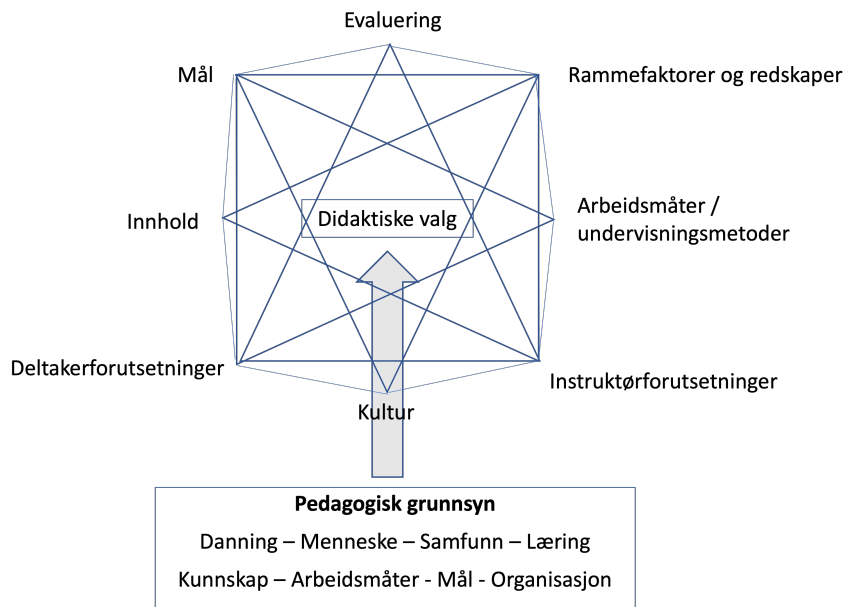 Evaluering
Mål
Rammefaktorer og redskaper
Innhold
Didaktiske valg
Arbeidsmåter /
undervisningsmetoder
Deltakerforutsetninger
Instruktørforutsetninger
Kultur
Pedagogisk grunnsyn
Danning – Menneske – Samfunn – Læring
Kunnskap – Arbeidsmåter - Mål - Organisasjon